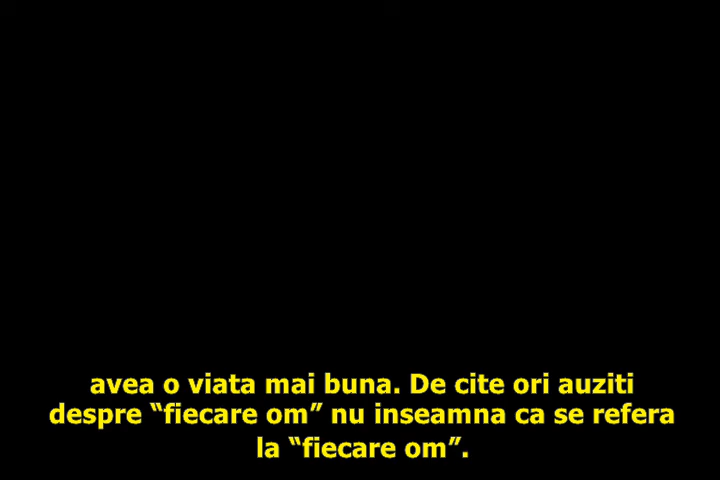 avea o viata mai buna. De cite ori auziti
despre “fiecare om” nu inseamna ca se refera
la “fiecare om”.